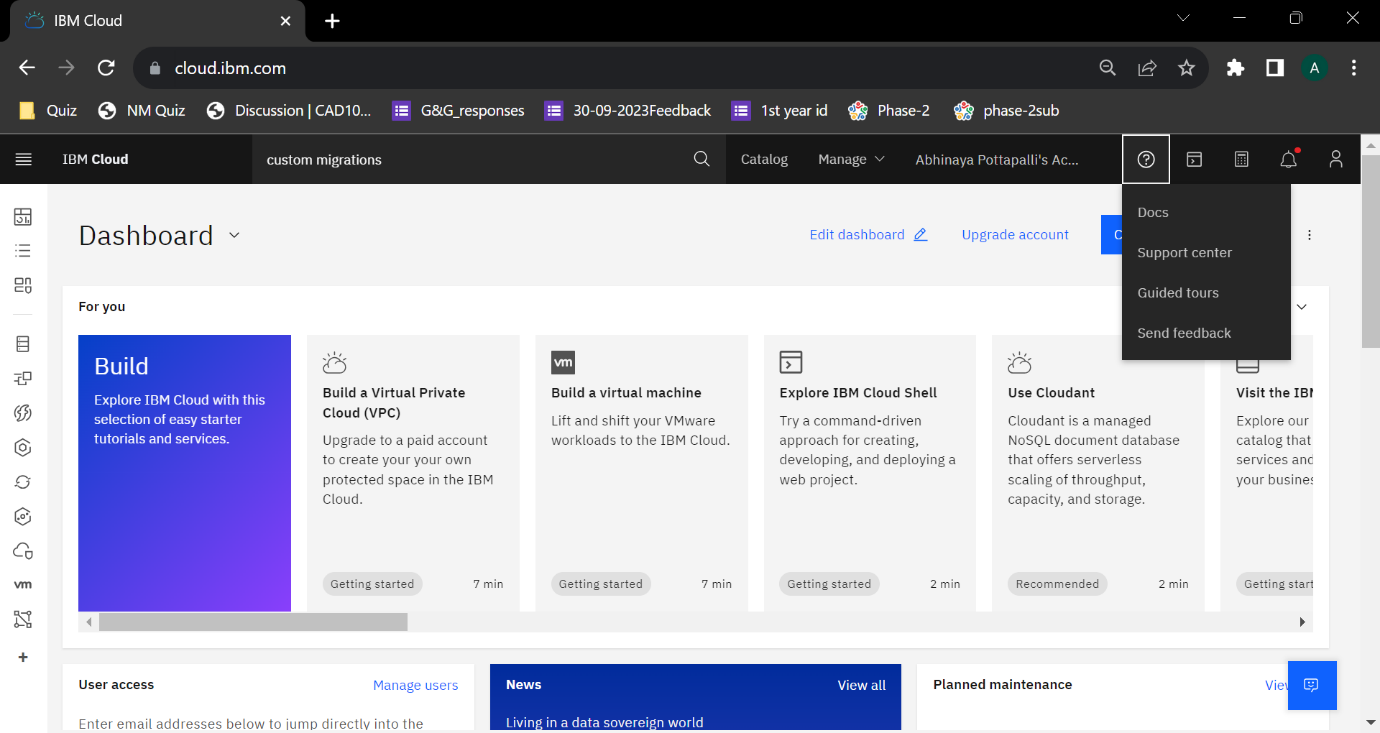 IBM Cloud
cloud.ibm.com
A
Quiz
NM Quiz
Discussion | CAD10...
G&G_responses
30-09-2023Feedback
1st year id
Phase-2
phase-2sub
IBM Cloud
custom migrations
Catalog
Manage
Abhinaya Pottapalli's Ac...
Docs
Support center
Guided tours
Send feedback
Dashboard
Edit dashboard
Upgrade account
C
For you
Build
Explore IBM Cloud with this
selection of easy starter
tutorials and services.
Build a Virtual Private
Cloud (VPC)
Upgrade to a paid account
to create your your own
protected space in the IBM
Cloud.
Getting started
7 min
vm
Build a virtual machine
Lift and shift your VMware
workloads to the IBM Cloud.
Getting started
7 min
Explore IBM Cloud Shell
Try a command-driven
approach for creating,
developing, and deploying a
web project.
Getting started
2 min
Use Cloudant
Cloudant is a managed
NoSQL document database
that offers serverless
scaling of throughput,
capacity, and storage.
Recommended
2 min
Visit the IBM
Explore our
catalog that
services and
your busines
Getting start
vm
User access
Manage users
Enter email addresses below to jump directly into the
News
View all
Living in a data sovereign world
Planned maintenance
View